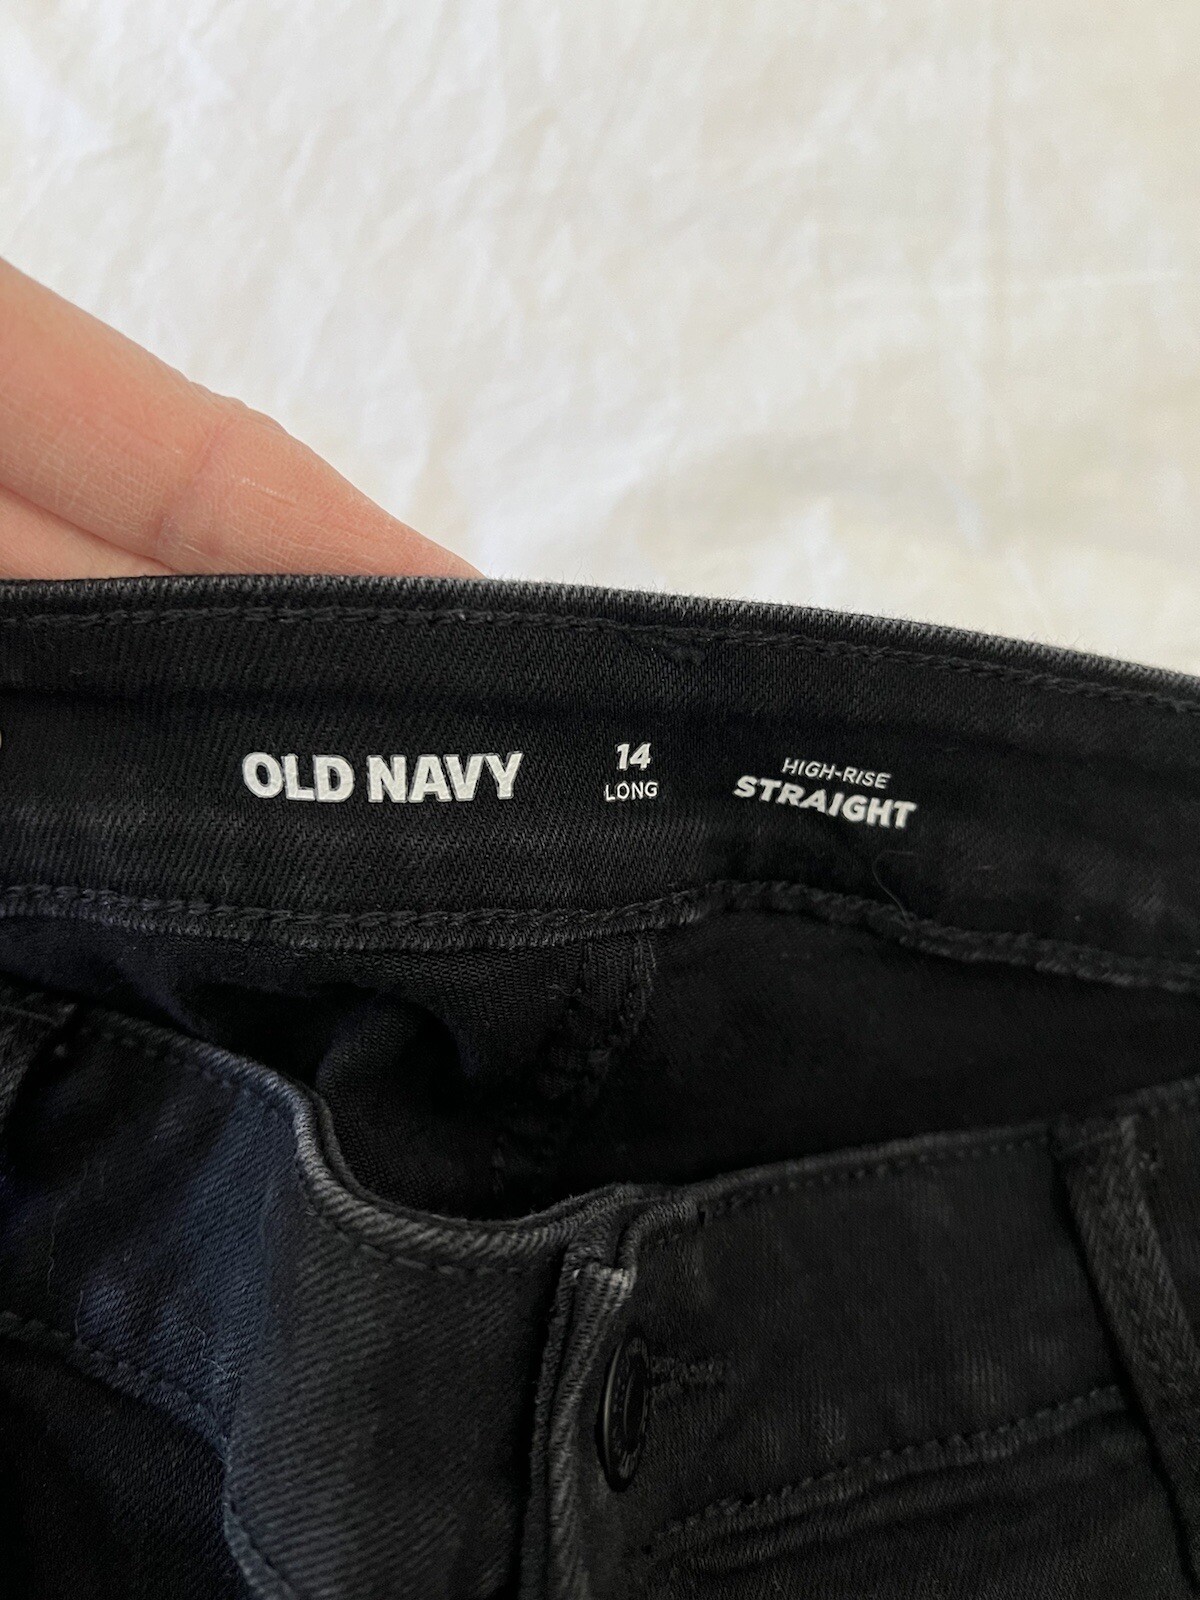 OLD NAVY
14
LONG
HIGH-RISE
STRAIGHT